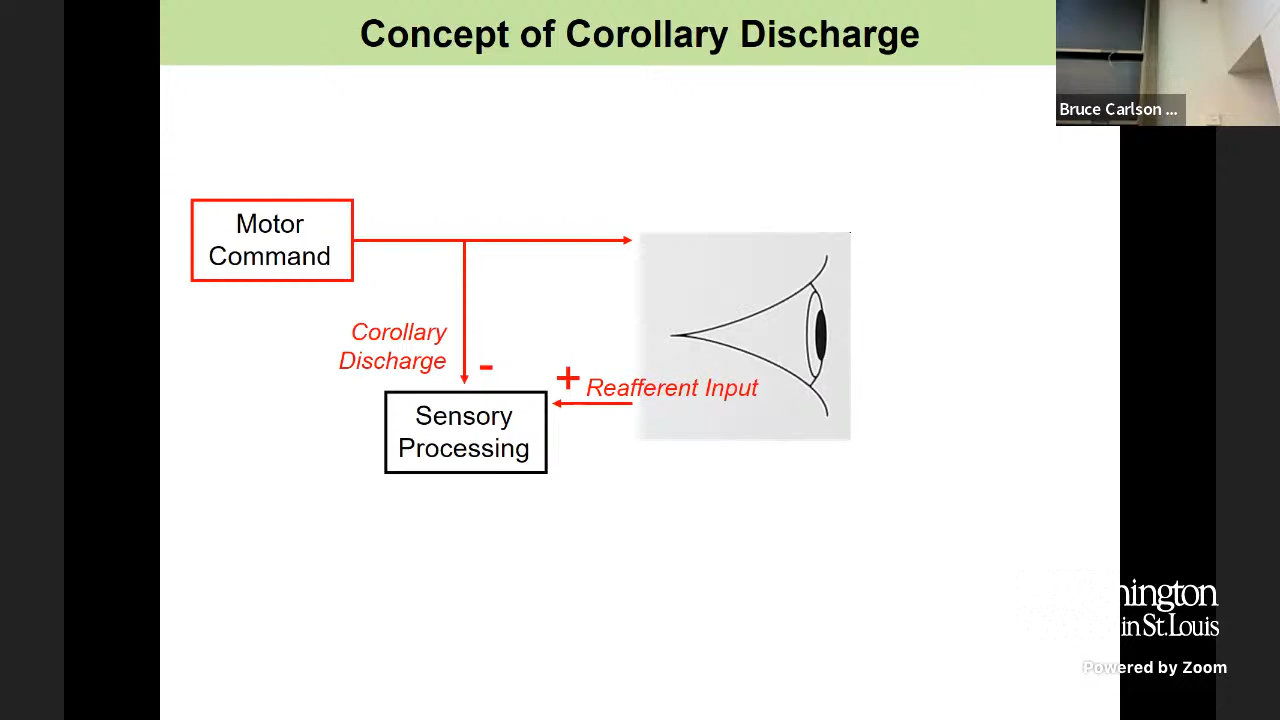 Concept of Corollary Discharge
Bruce Carlson ...
Motor
Command
Corollary
Discharge
-
+
Reafferent Input
Sensory
Processing
in St. Louis
Powered by Zoom